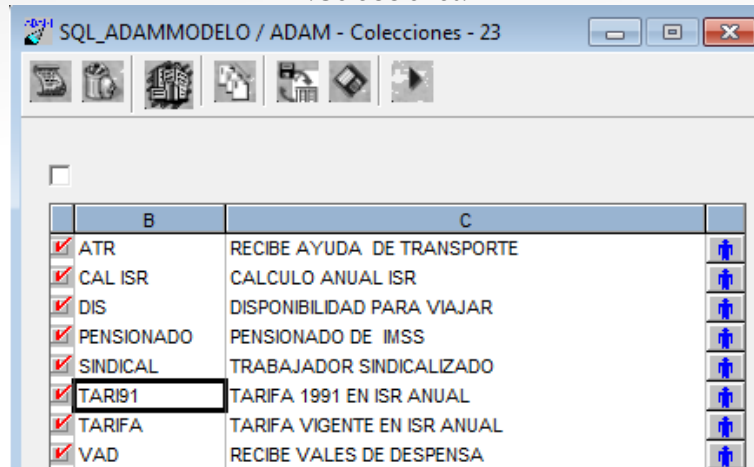 SQL_ADAMMODELO / ADAM - Colecciones - 23
B C
ATR RECIBE AYUDA DE TRANSPORTE
CAL ISR CALCULO ANUAL ISR
DIS DISPONIBILIDAD PARA VIAJAR
PENSIONADO PENSIONADO DE IMSS
SINDICAL TRABAJADOR SINDICALIZADO
TARI91 TARIFA 1991 EN ISR ANUAL
TARIFA TARIFA VIGENTE EN ISR ANUAL
VAD RECIBE VALES DE DESPENSA